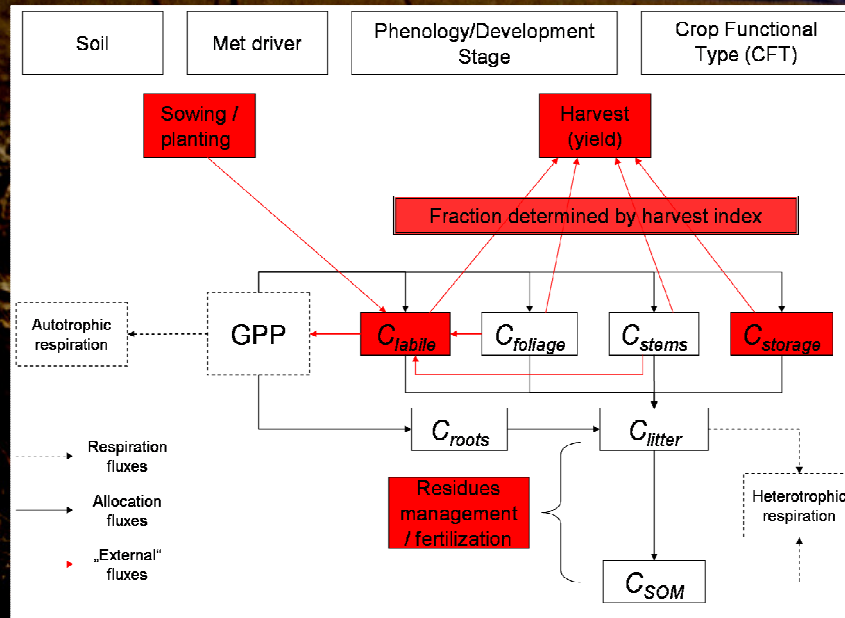 Soil
Met driver
Phenology/Development
Stage
Crop Functional
Type (CFT)
Sowing /
planting
Harvest
(yield)
Fraction determined by harvest index
Autotrophic
respiration
GPP
Clabile
Cfoliage
Cstems
Cstorage
Croots
Clitter
Respiration
fluxes
Allocation
fluxes
„External“
fluxes
Residues
management
/ fertilization
Heterotrophic
respiration
CSOM